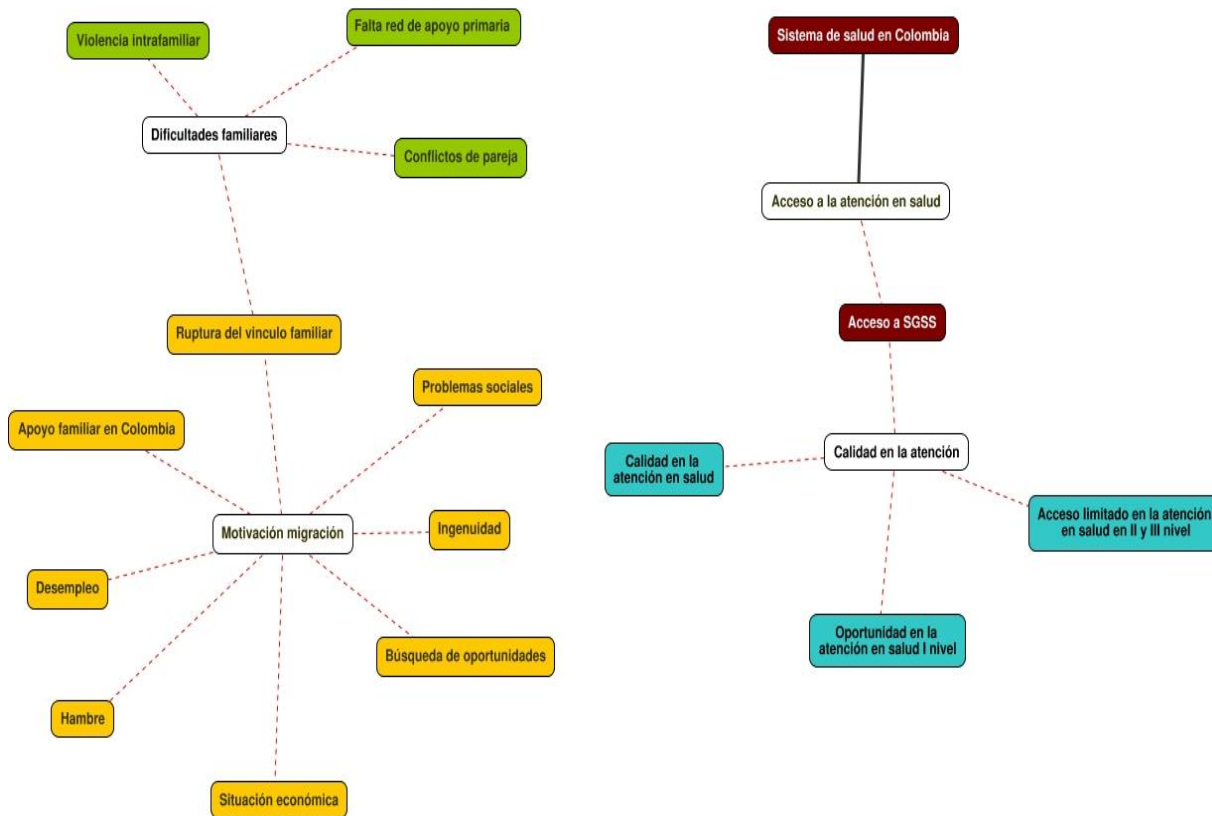 Violencia intrafamiliar
Falta red de apoyo primaria
Dificultades familiares
Conflictos de pareja
Ruptura del vinculo familiar
Problemas sociales
Apoyo familiar en Colombia
Motivación migración
Ingenuidad
Desempleo
Búsqueda de oportunidades
Hambre
Situación económica
Sistema de salud en Colombia
Acceso a la atención en salud
Acceso a SGSS
Calidad en la atención
Calidad en la
atención en salud
Acceso limitado en la atención
en salud en II y III nivel
Oportunidad en la
atención en salud I nivel